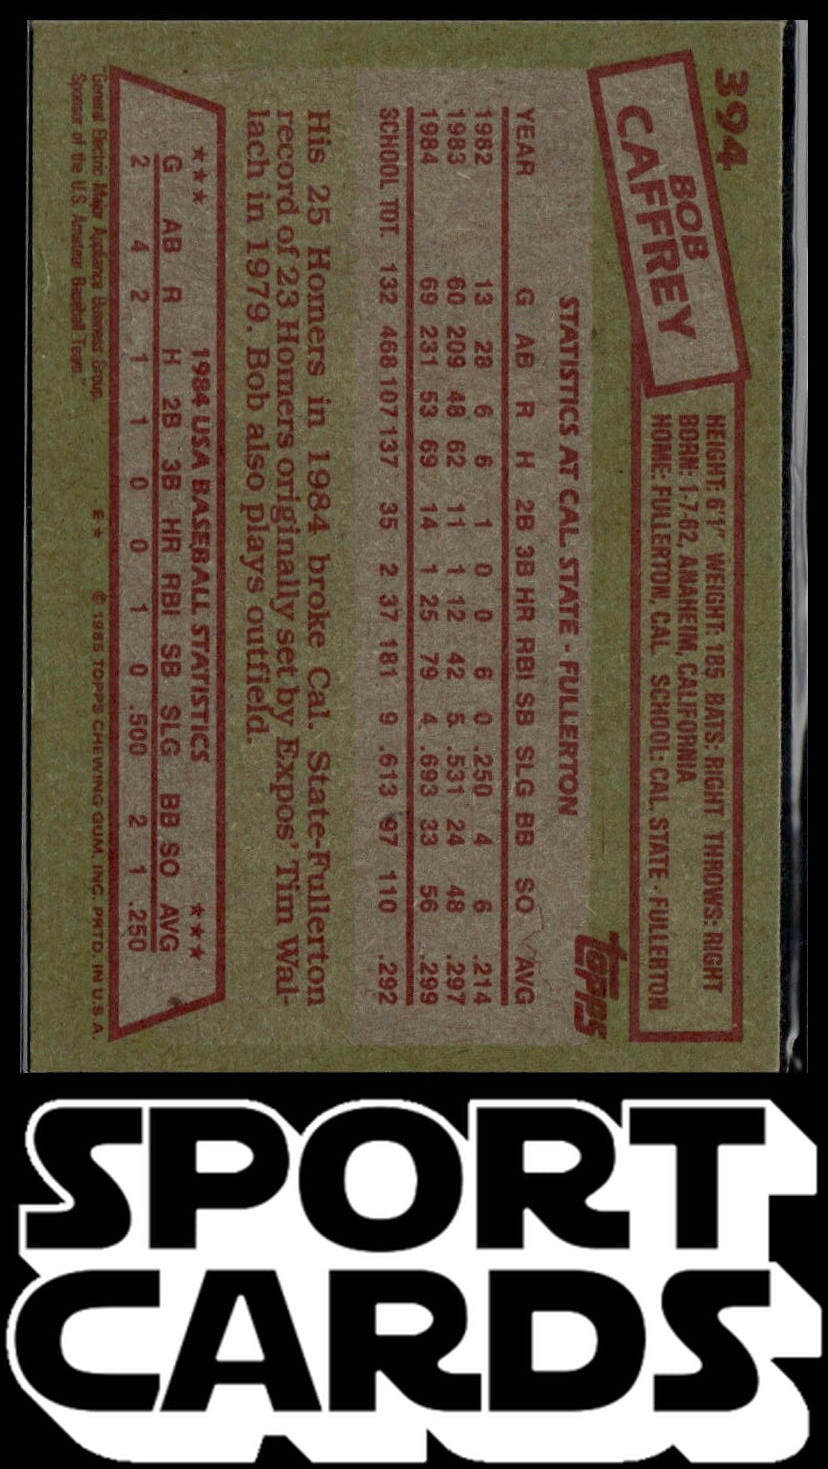 394
BOB
CAFFREY
HEIGHT: 6'1" WEIGHT: 185 BATS: RIGHT THROWS: RIGHT
BORN: 1-7-62, ANAHEIM, CALIFORNIA
HOME: FULLERTON, CAL. SCHOOL: CAL. STATE - FULLERTON
topps
STATISTICS AT CAL. STATE - FULLERTON
YEAR G AB R H 2B 3B HR RBI SB SLG BB SO AVG
1982 13 28 6 6 1 0 0 6 0 .250 4 6 .214
1983 60 209 48 62 11 1 12 42 5 .531 24 48 .297
1984 69 231 53 69 14 1 25 79 4 .693 33 56 .299
SCHOOL TOT. 132 468 107 137 35 2 37 181 9 .613 97 110 .292
His 25 Homers in 1984 broke Cal. State-Fullerton
record of 23 Homers originally set by Expos' Tim Wal-
lach in 1979. Bob also plays outfield.
★★★ 1984 USA BASEBALL STATISTICS ★★★
G AB R H 2B 3B HR RBI SB SLG BB SO AVG
2 4 2 1 1 0 0 1 0 .500 2 1 .250
General Electric Major Appliance Business Group,
Sponsor of the U.S. Amateur Baseball Team."
E* © 1985 TOPPS CHEWING GUM, INC. PRTD. IN U.S.A.
SPORT
CARDS